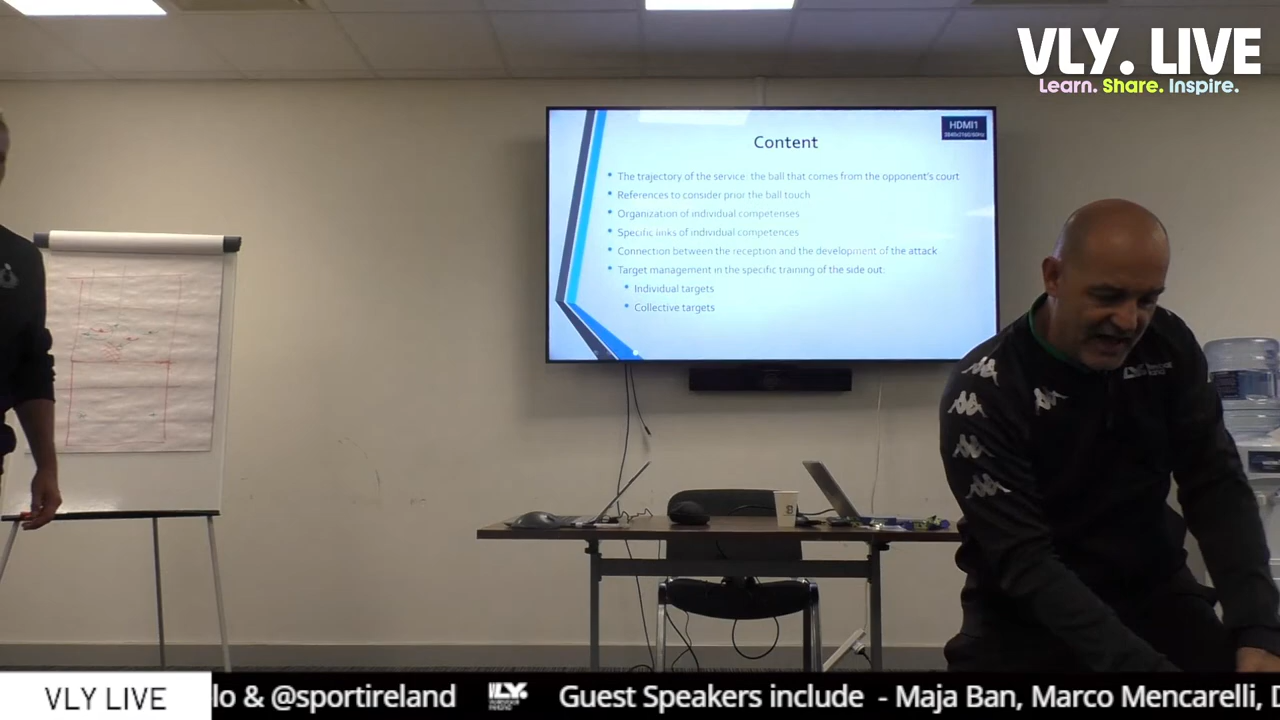 VLY. LIVE
Learn. Share. Inspire.
HDMI1
Content
• The trajectory of the service: the ball that comes from the opponent's court
• References to consider prior the ball touch
• Organization of individual competenses
• Specific links of individual competences
• Connection between the reception and the development of the attack
• Target management in the specific training of the side out:
• Individual targets
• Collective targets
VLY LIVE
lo & @sportireland VLY. Guest Speakers include - Maja Ban, Marco Mencarelli, D